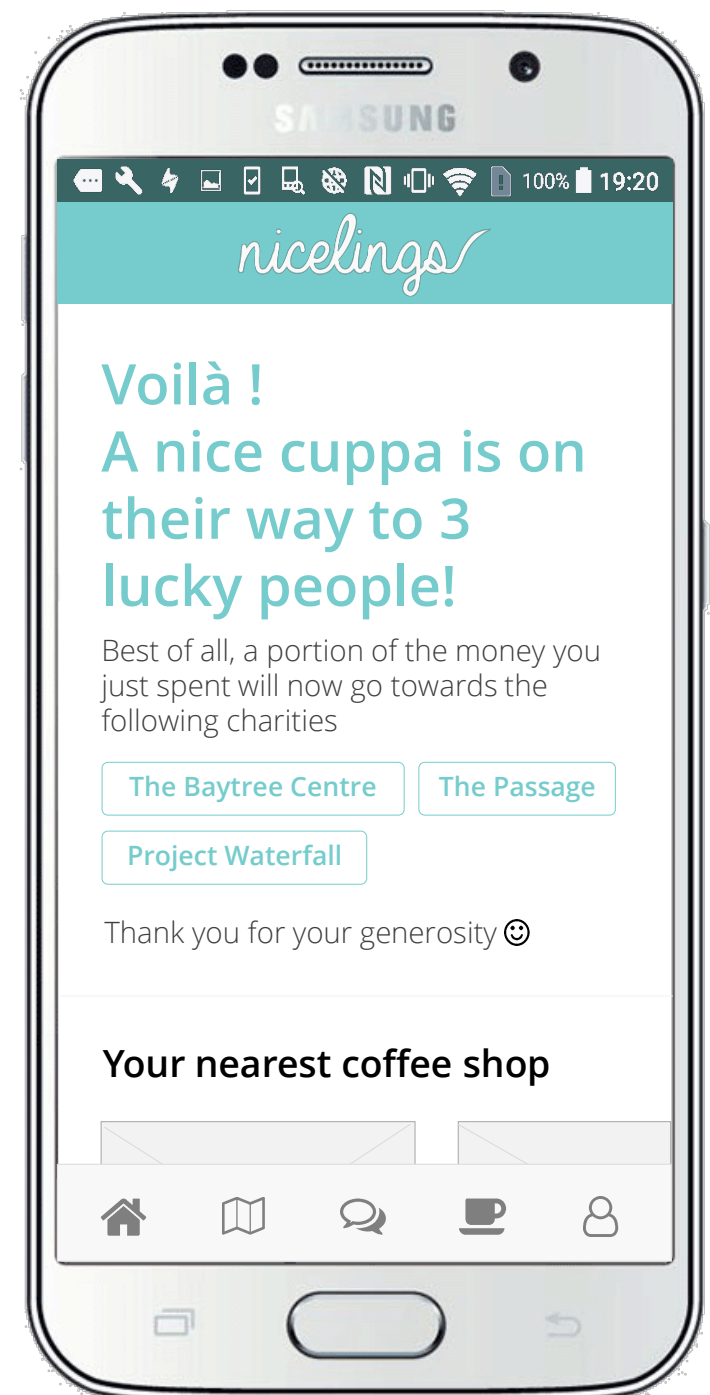 SAMSUNG
100% 19:20
nicelings
Voilà !
A nice cuppa is on
their way to 3
lucky people!
Best of all, a portion of the money you
just spent will now go towards the
following charities
The Baytree Centre The Passage
Project Waterfall
Thank you for your generosity
Your nearest coffee shop